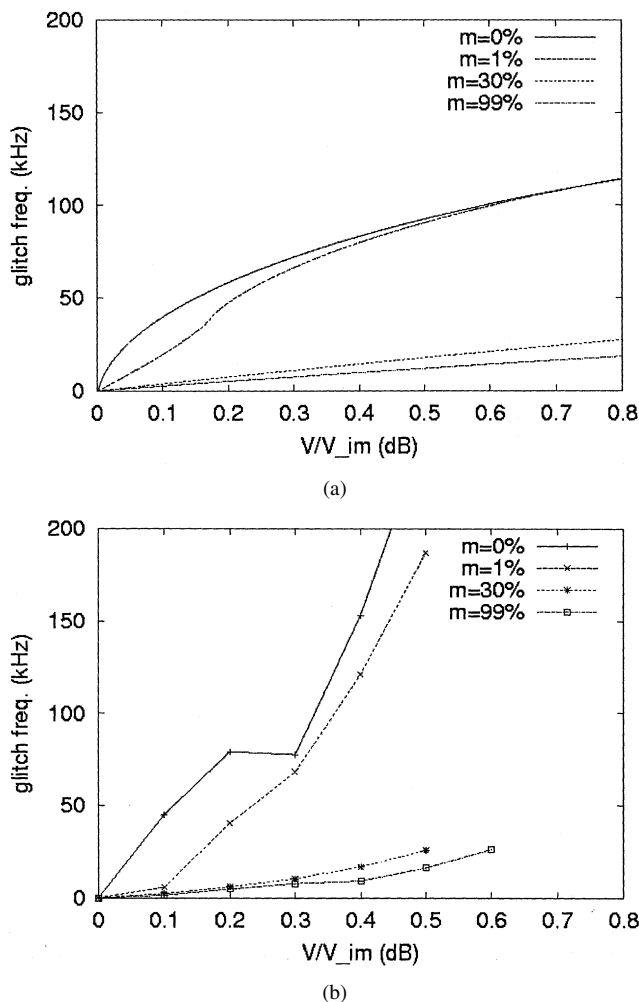 200
150
100
50
0
glitch freq. (kHz)
m=0%
m=1%
m=30%
m=99%
0 0.1 0.2 0.3 0.4 0.5 0.6 0.7 0.8
V/V_im (dB)
(a)
200
150
100
50
0
glitch freq. (kHz)
m=0%
m=1%
m=30%
m=99%
0 0.1 0.2 0.3 0.4 0.5 0.6 0.7 0.8
V/V_im (dB)
(b)